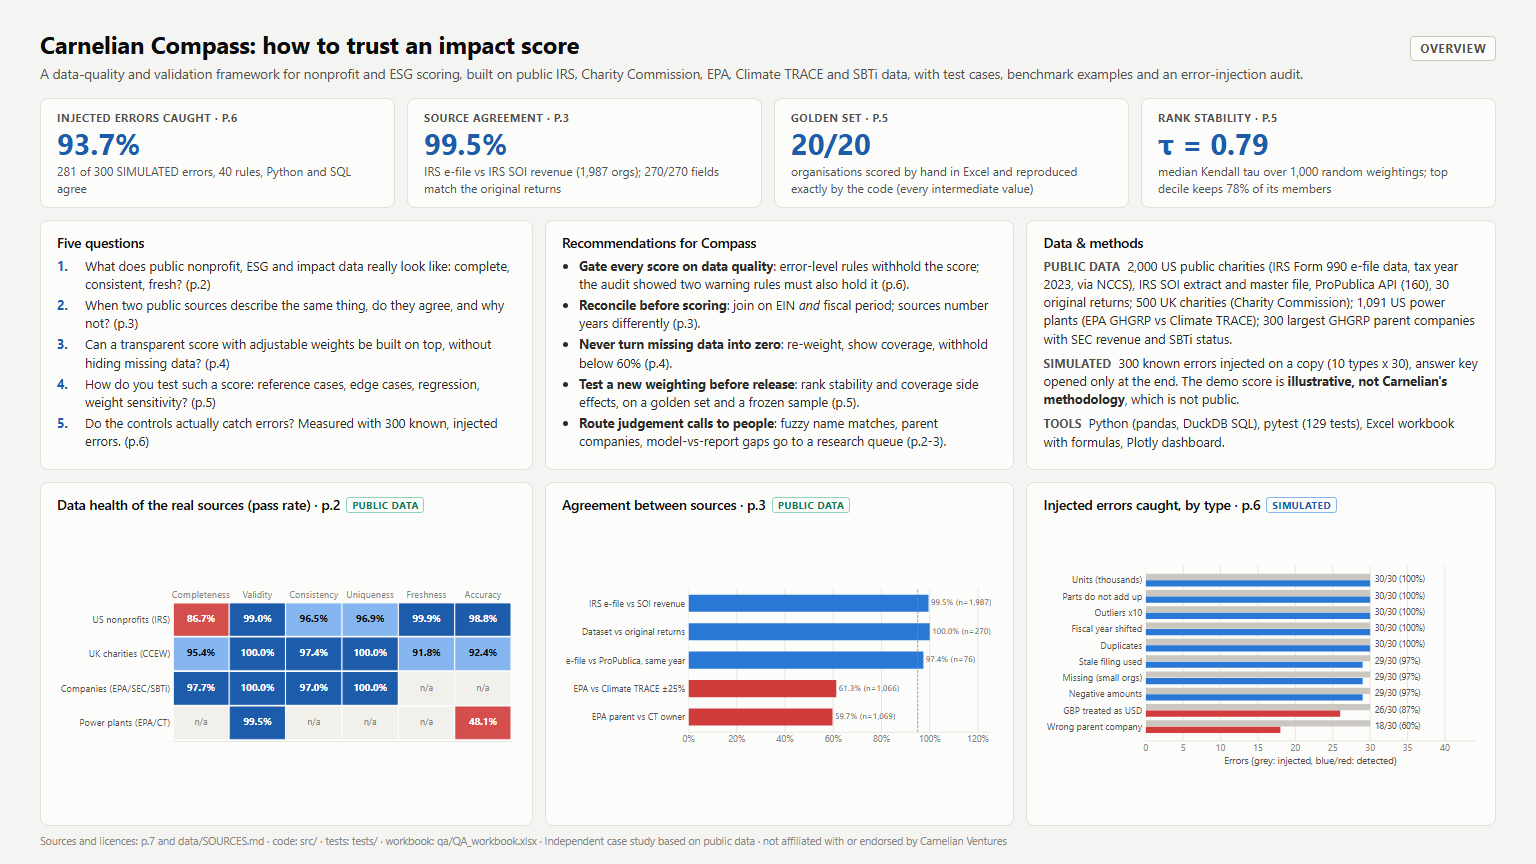 Carnelian Compass: how to trust an impact score
OVERVIEW
A data-quality and validation framework for nonprofit and ESG scoring, built on public IRS, Charity Commission, EPA, Climate TRACE and SBTi data, with test cases, benchmark examples and an error-injection audit.
INJECTED ERRORS CAUGHT · P.6
93.7%
281 of 300 SIMULATED errors, 40 rules, Python and SQL
agree
SOURCE AGREEMENT · P.3
99.5%
IRS e-file vs IRS SOI revenue (1,987 orgs); 270/270 fields
match the original returns
GOLDEN SET · P.5
20/20
organisations scored by hand in Excel and reproduced
exactly by the code (every intermediate value)
RANK STABILITY · P.5
τ = 0.79
median Kendall tau over 1,000 random weightings; top
decile keeps 78% of its members
Five questions
1. What does public nonprofit, ESG and impact data really look like: complete,
consistent, fresh? (p.2)
2. When two public sources describe the same thing, do they agree, and why
not? (p.3)
3. Can a transparent score with adjustable weights be built on top, without
hiding missing data? (p.4)
4. How do you test such a score: reference cases, edge cases, regression,
weight sensitivity? (p.5)
5. Do the controls actually catch errors? Measured with 300 known, injected
errors. (p.6)
Recommendations for Compass
• Gate every score on data quality: error-level rules withhold the score;
the audit showed two warning rules must also hold it (p.6).
• Reconcile before scoring: join on EIN and fiscal period; sources number
years differently (p.3).
• Never turn missing data into zero: re-weight, show coverage, withhold
below 60% (p.4).
• Test a new weighting before release: rank stability and coverage side
effects, on a golden set and a frozen sample (p.5).
• Route judgement calls to people: fuzzy name matches, parent
companies, model-vs-report gaps go to a research queue (p.2-3).
Data & methods
PUBLIC DATA 2,000 US public charities (IRS Form 990 e-file data, tax year
2023, via NCCS), IRS SOI extract and master file, ProPublica API (160), 30
original returns; 500 UK charities (Charity Commission); 1,091 US power
plants (EPA GHGRP vs Climate TRACE); 300 largest GHGRP parent companies
with SEC revenue and SBTi status.
SIMULATED 300 known errors injected on a copy (10 types x 30), answer key
opened only at the end. The demo score is illustrative, not Carnelian's
methodology, which is not public.
TOOLS Python (pandas, DuckDB SQL), pytest (129 tests), Excel workbook
with formulas, Plotly dashboard.
Data health of the real sources (pass rate) · p.2 PUBLIC DATA
Completeness Validity Consistency Uniqueness Freshness Accuracy
US nonprofits (IRS) 86.7% 99.0% 96.5% 96.9% 99.9% 98.8%
UK charities (CCEW) 95.4% 100.0% 97.4% 100.0% 91.8% 92.4%
Companies (EPA/SEC/SBTi) 97.7% 100.0% 97.0% 100.0% n/a n/a
Power plants (EPA/CT) n/a 99.5% n/a n/a n/a 48.1%
Agreement between sources · p.3 PUBLIC DATA
IRS e-file vs SOI revenue 99.5% (n=1,987)
Dataset vs original returns 100.0% (n=270)
e-file vs ProPublica, same year 97.4% (n=76)
EPA vs Climate TRACE ±25% 61.3% (n=1,066)
EPA parent vs CT owner 59.7% (n=1,069)
0% 20% 40% 60% 80% 100% 120%
Injected errors caught, by type · p.6 SIMULATED
Units (thousands) 30/30 (100%)
Parts do not add up 30/30 (100%)
Outliers x10 30/30 (100%)
Fiscal year shifted 30/30 (100%)
Duplicates 30/30 (100%)
Stale filing used 29/30 (97%)
Missing (small orgs) 29/30 (97%)
Negative amounts 29/30 (97%)
GBP treated as USD 26/30 (87%)
Wrong parent company 18/30 (60%)
0 5 10 15 20 25 30 35 40
Errors (grey: injected, blue/red: detected)
Sources and licences: p.7 and data/SOURCES.md · code: src/ · tests: tests/ · workbook: qa/QA_workbook.xlsx · Independent case study based on public data · not affiliated with or endorsed by Carnelian Ventures